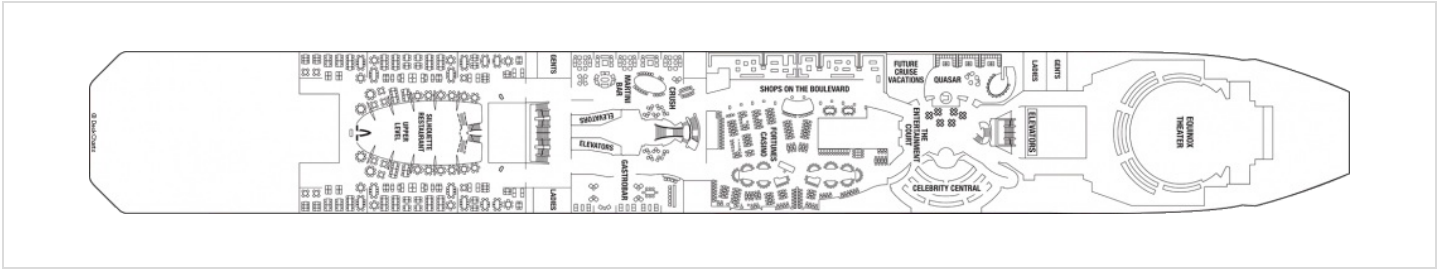 © DeckChairs
SILHOUETTE
RESTAURANT
UPPER
LEVEL
GENTS
LADIES
MARTINI
BAR
CRUSH
ELEVATORS
ELEVATORS
GASTROBAR
SHOPS ON THE BOULEVARD
FORTUNES
CASINO
FUTURE
CRUISE
VACATIONS
QUASAR
THE
ENTERTAINMENT
COURT
CELEBRITY CENTRAL
LADIES
GENTS
ELEVATORS
EQUINOX
THEATER